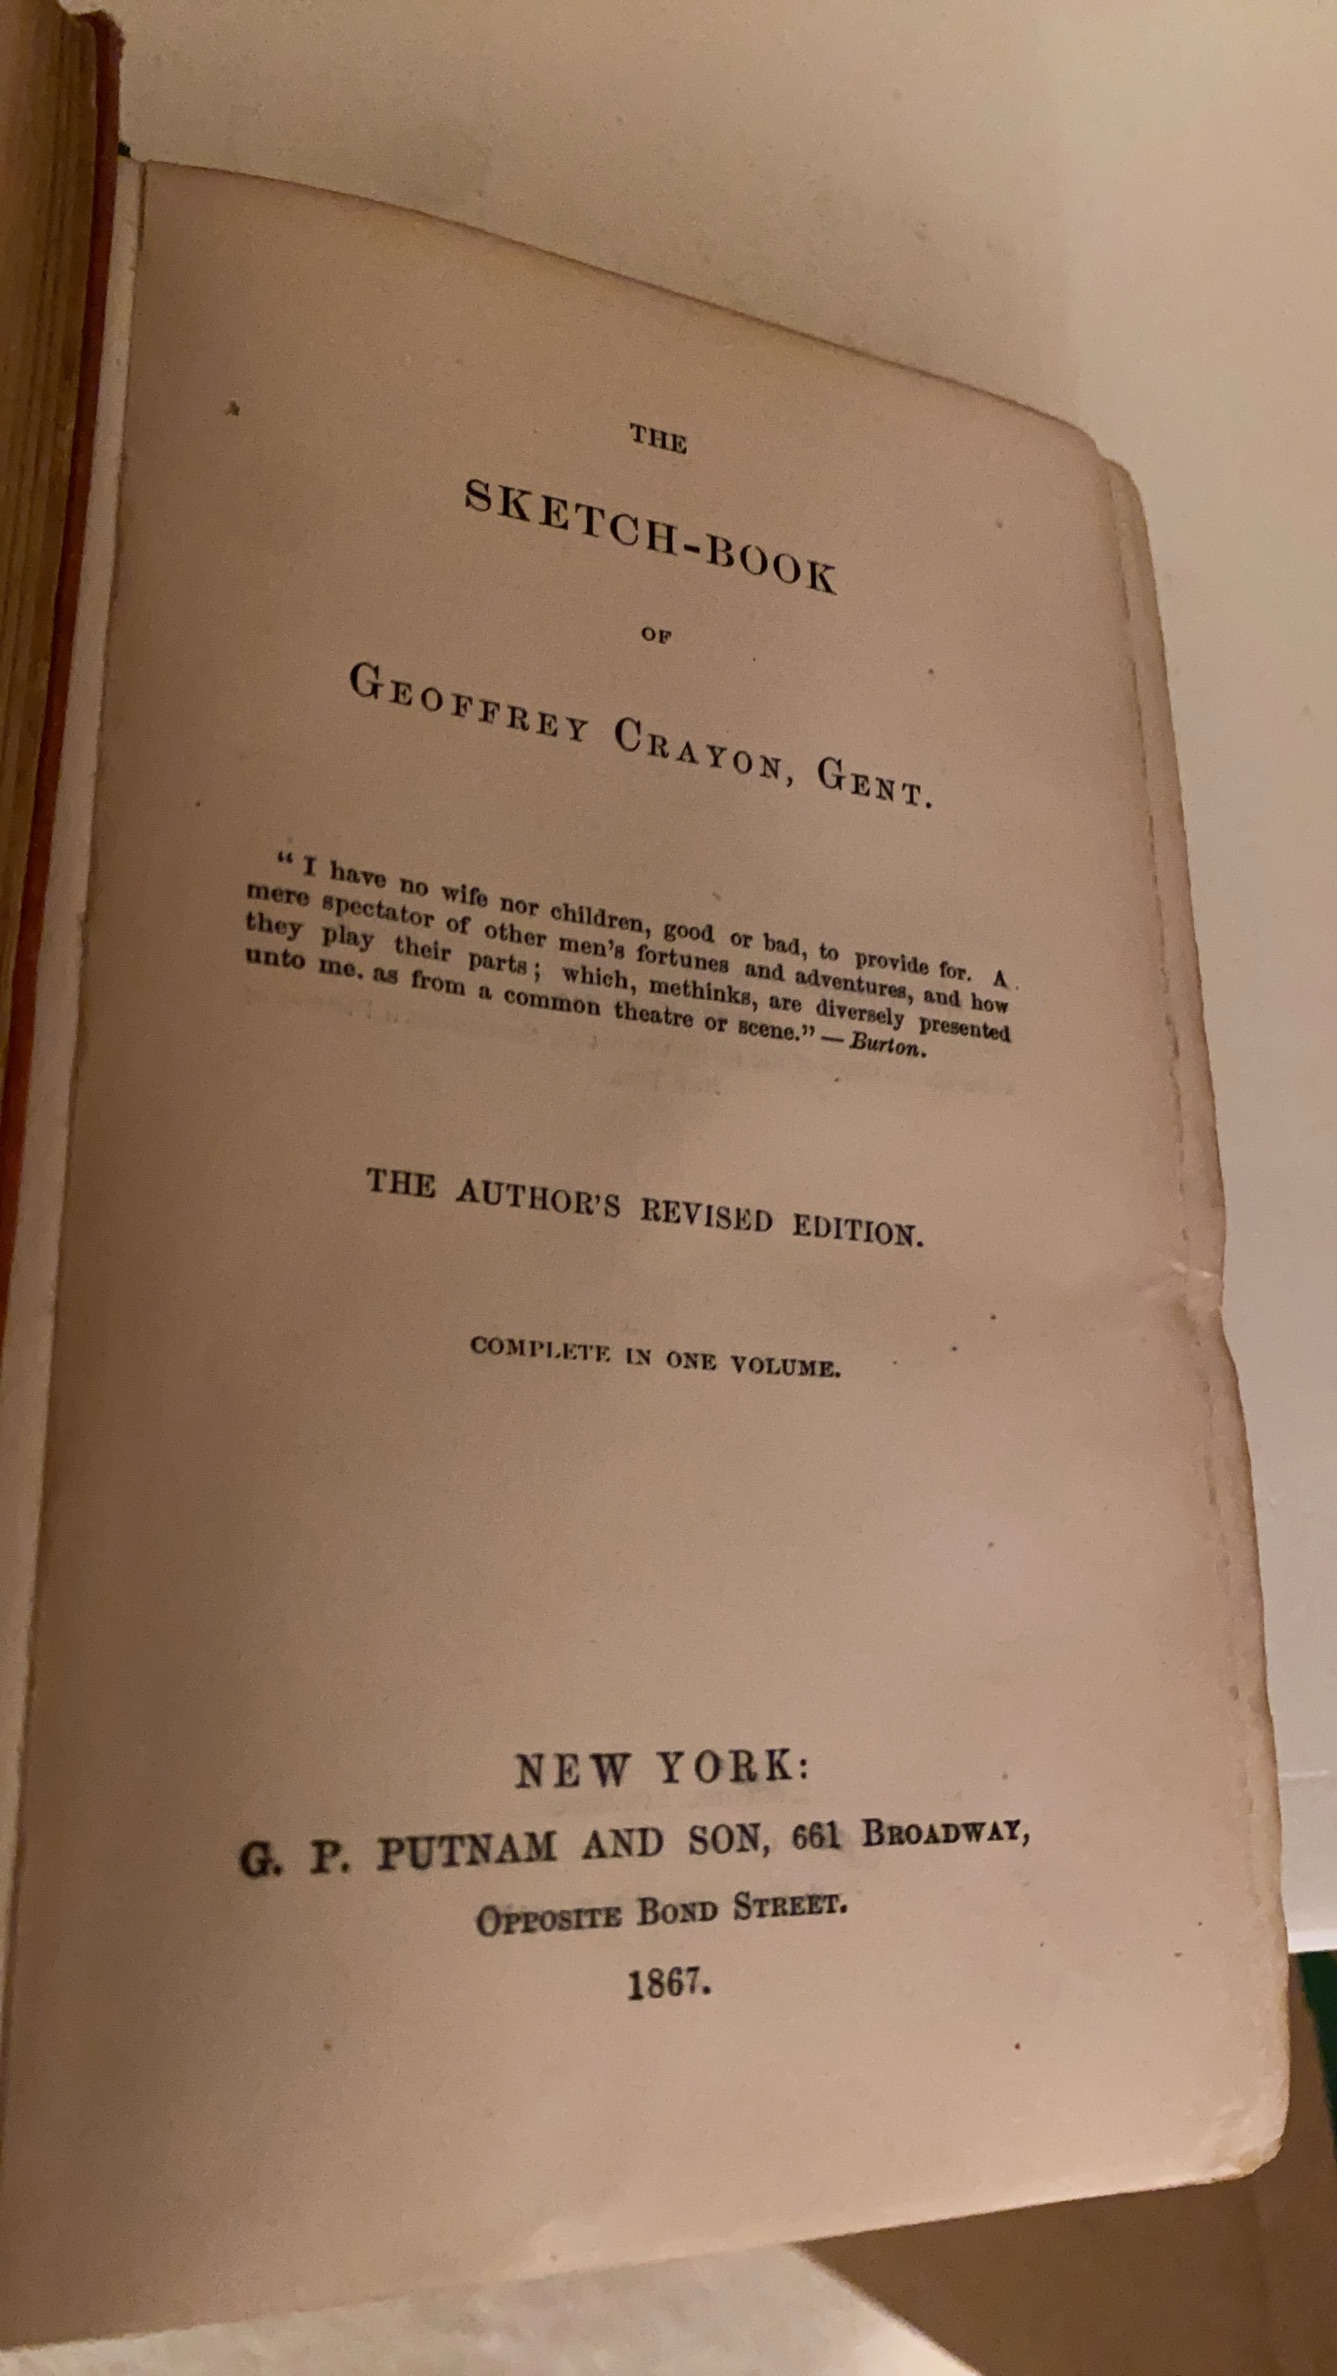 THE
SKETCH-BOOK
OF
GEOFFREY CRAYON, GENT.
“I have no wife nor children, good or bad, to provide for. A
mere spectator of other men’s fortunes and adventures, and how
they play their parts; which, methinks, are diversely presented
unto me, as from a common theatre or scene.” — Burton.
THE AUTHOR’S REVISED EDITION.
COMPLETE IN ONE VOLUME.
NEW YORK:
G. P. PUTNAM AND SON, 661 BROADWAY,
OPPOSITE BOND STREET.
1867.